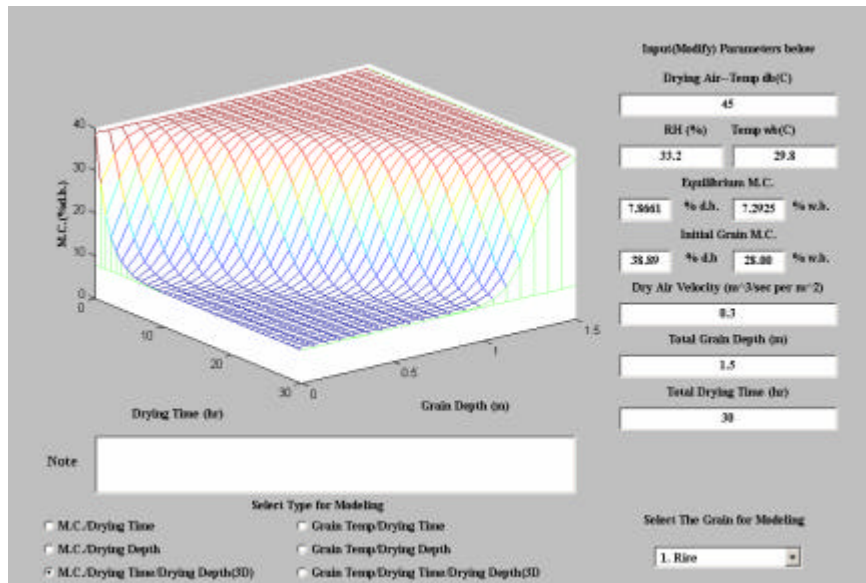 Input(Modify) Parameters below
Drying Air--Temp db(C)
45
RH (%) Temp wb(C)
33.2 29.8
Equilibrium M.C.
7.8661 % d.b. 7.2925 % w.b.
Initial Grain M.C.
38.89 % d.b 28.00 % w.b.
Dry Air Velocity (m^3/sec per m^2)
0.3
Total Grain Depth (m)
1.5
Total Drying Time (hr)
30
M.C.(%d.b.)
40
30
20
10
0
0
10
20
30
Drying Time (hr)
0
0.5
1
1.5
Grain Depth (m)
Note
Select Type for Modeling
M.C./Drying Time
Grain Temp/Drying Time
M.C./Drying Depth
Grain Temp/Drying Depth
M.C./Drying Time/Drying Depth(3D)
Grain Temp/Drying Time/Drying Depth(3D
Select The Grain for Modeling
1. Rice